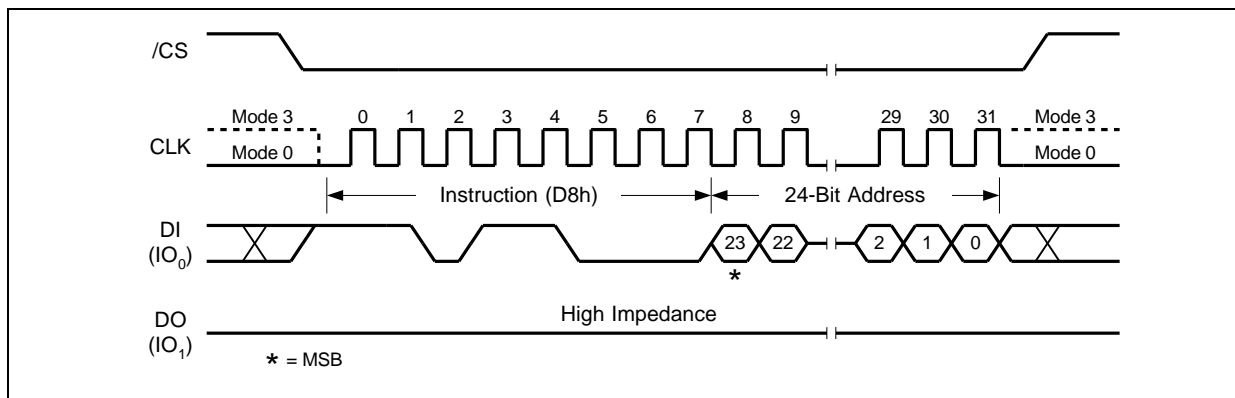 /CS
Mode 3 0 1 2 3 4 5 6 7 8 9 29 30 31 Mode 3
CLK
Mode 0 Mode 0
Instruction (D8h) 24-Bit Address
DI
(IO0) 23 22 2 1 0
*
DO High Impedance
(IO1)
* = MSB